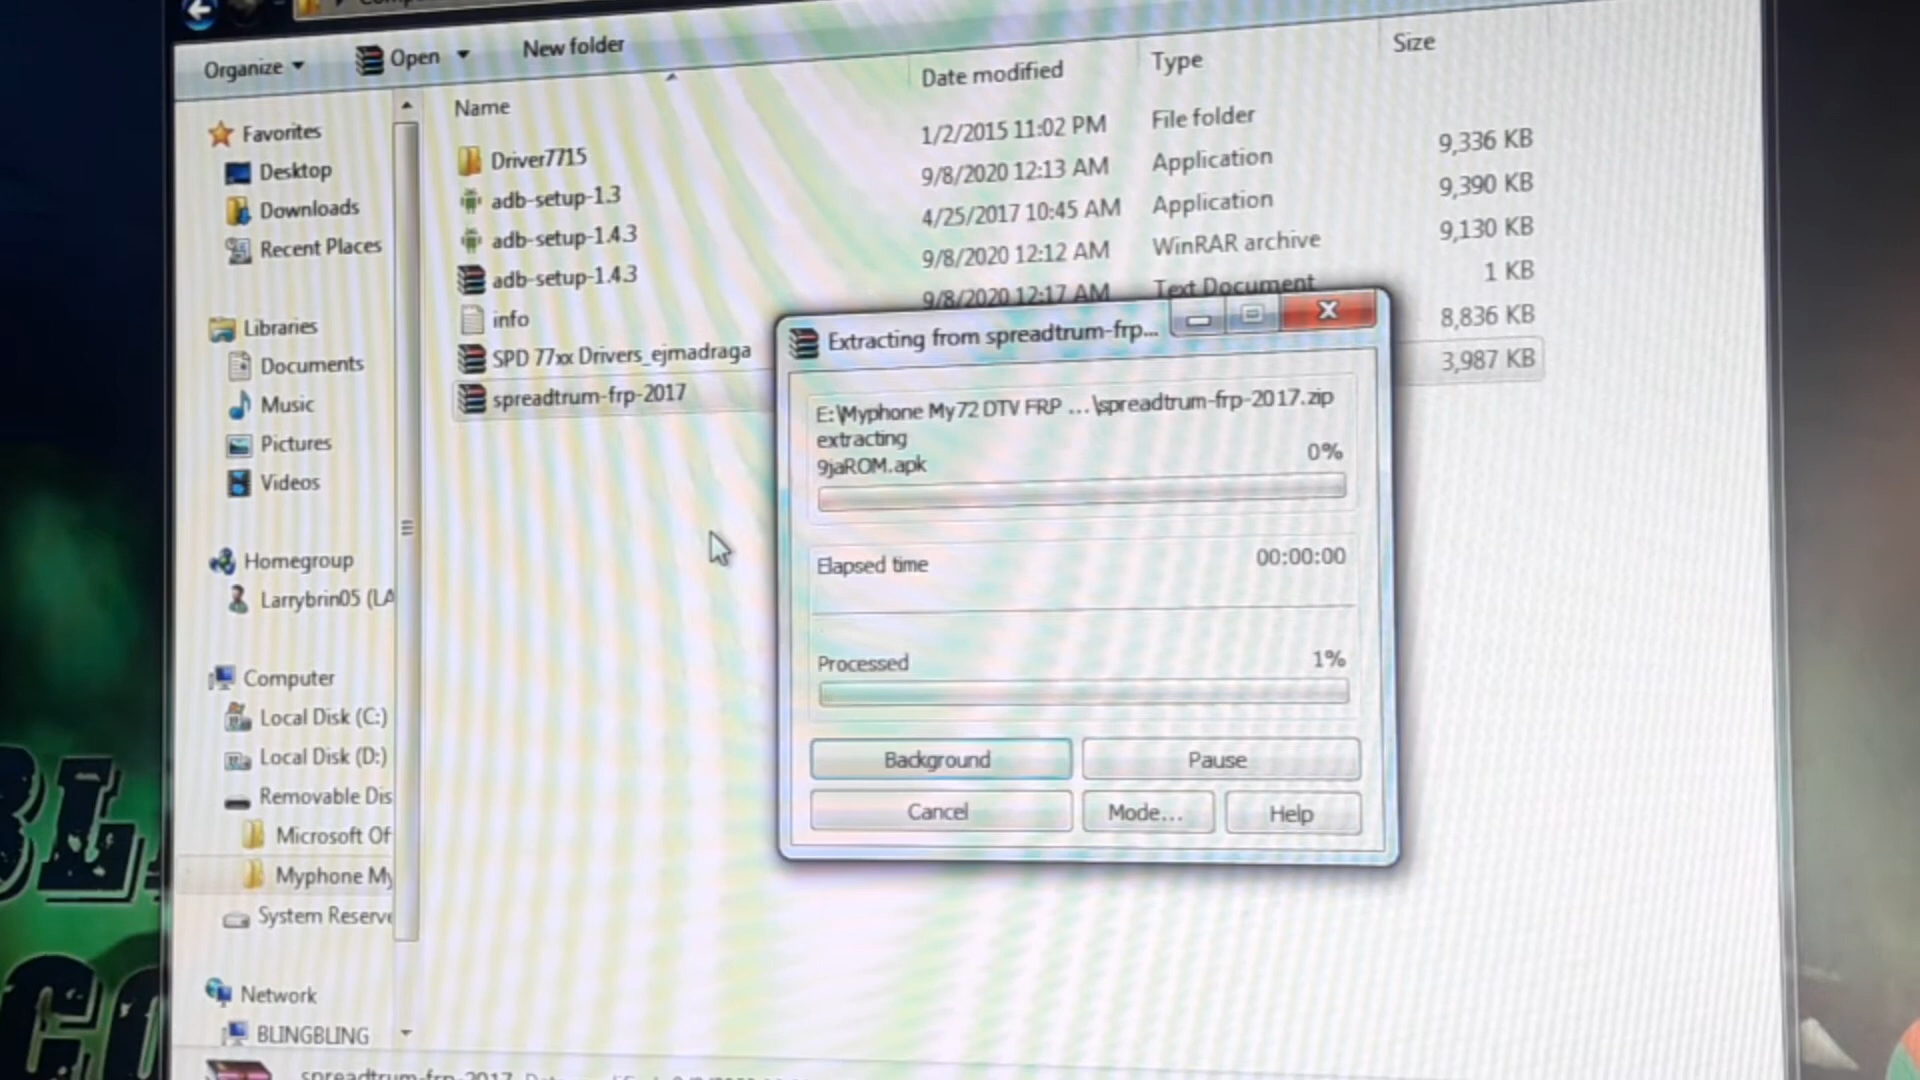 Organize
Open
New folder
Name
Date modified
Type
Size
Driver7715
1/2/2015 11:02 PM
File folder
adb-setup-1.3
9/8/2020 12:13 AM
Application
9,336 KB
adb-setup-1.4.3
4/25/2017 10:45 AM
Application
9,390 KB
adb-setup-1.4.3
9/8/2020 12:12 AM
WinRAR archive
9,130 KB
info
9/8/2020 12:17 AM
Text Document
1 KB
SPD 77xx Drivers_ejmadraga
8,836 KB
spreadtrum-frp-2017
3,987 KB
Favorites
Desktop
Downloads
Recent Places
Libraries
Documents
Music
Pictures
Videos
Homegroup
Larrybrin05 (LA
Computer
Local Disk (C:)
Local Disk (D:)
Removable Dis
Microsoft Of
Myphone My
System Reserve
Network
BLINGBLING
Extracting from spreadtrum-frp...
E:\Myphone My72 DTV FRP ...\spreadtrum-frp-2017.zip
extracting
9jaROM.apk
0%
Elapsed time
00:00:00
Processed
1%
Background
Pause
Cancel
Mode...
Help
spreadtrum-frp-2017